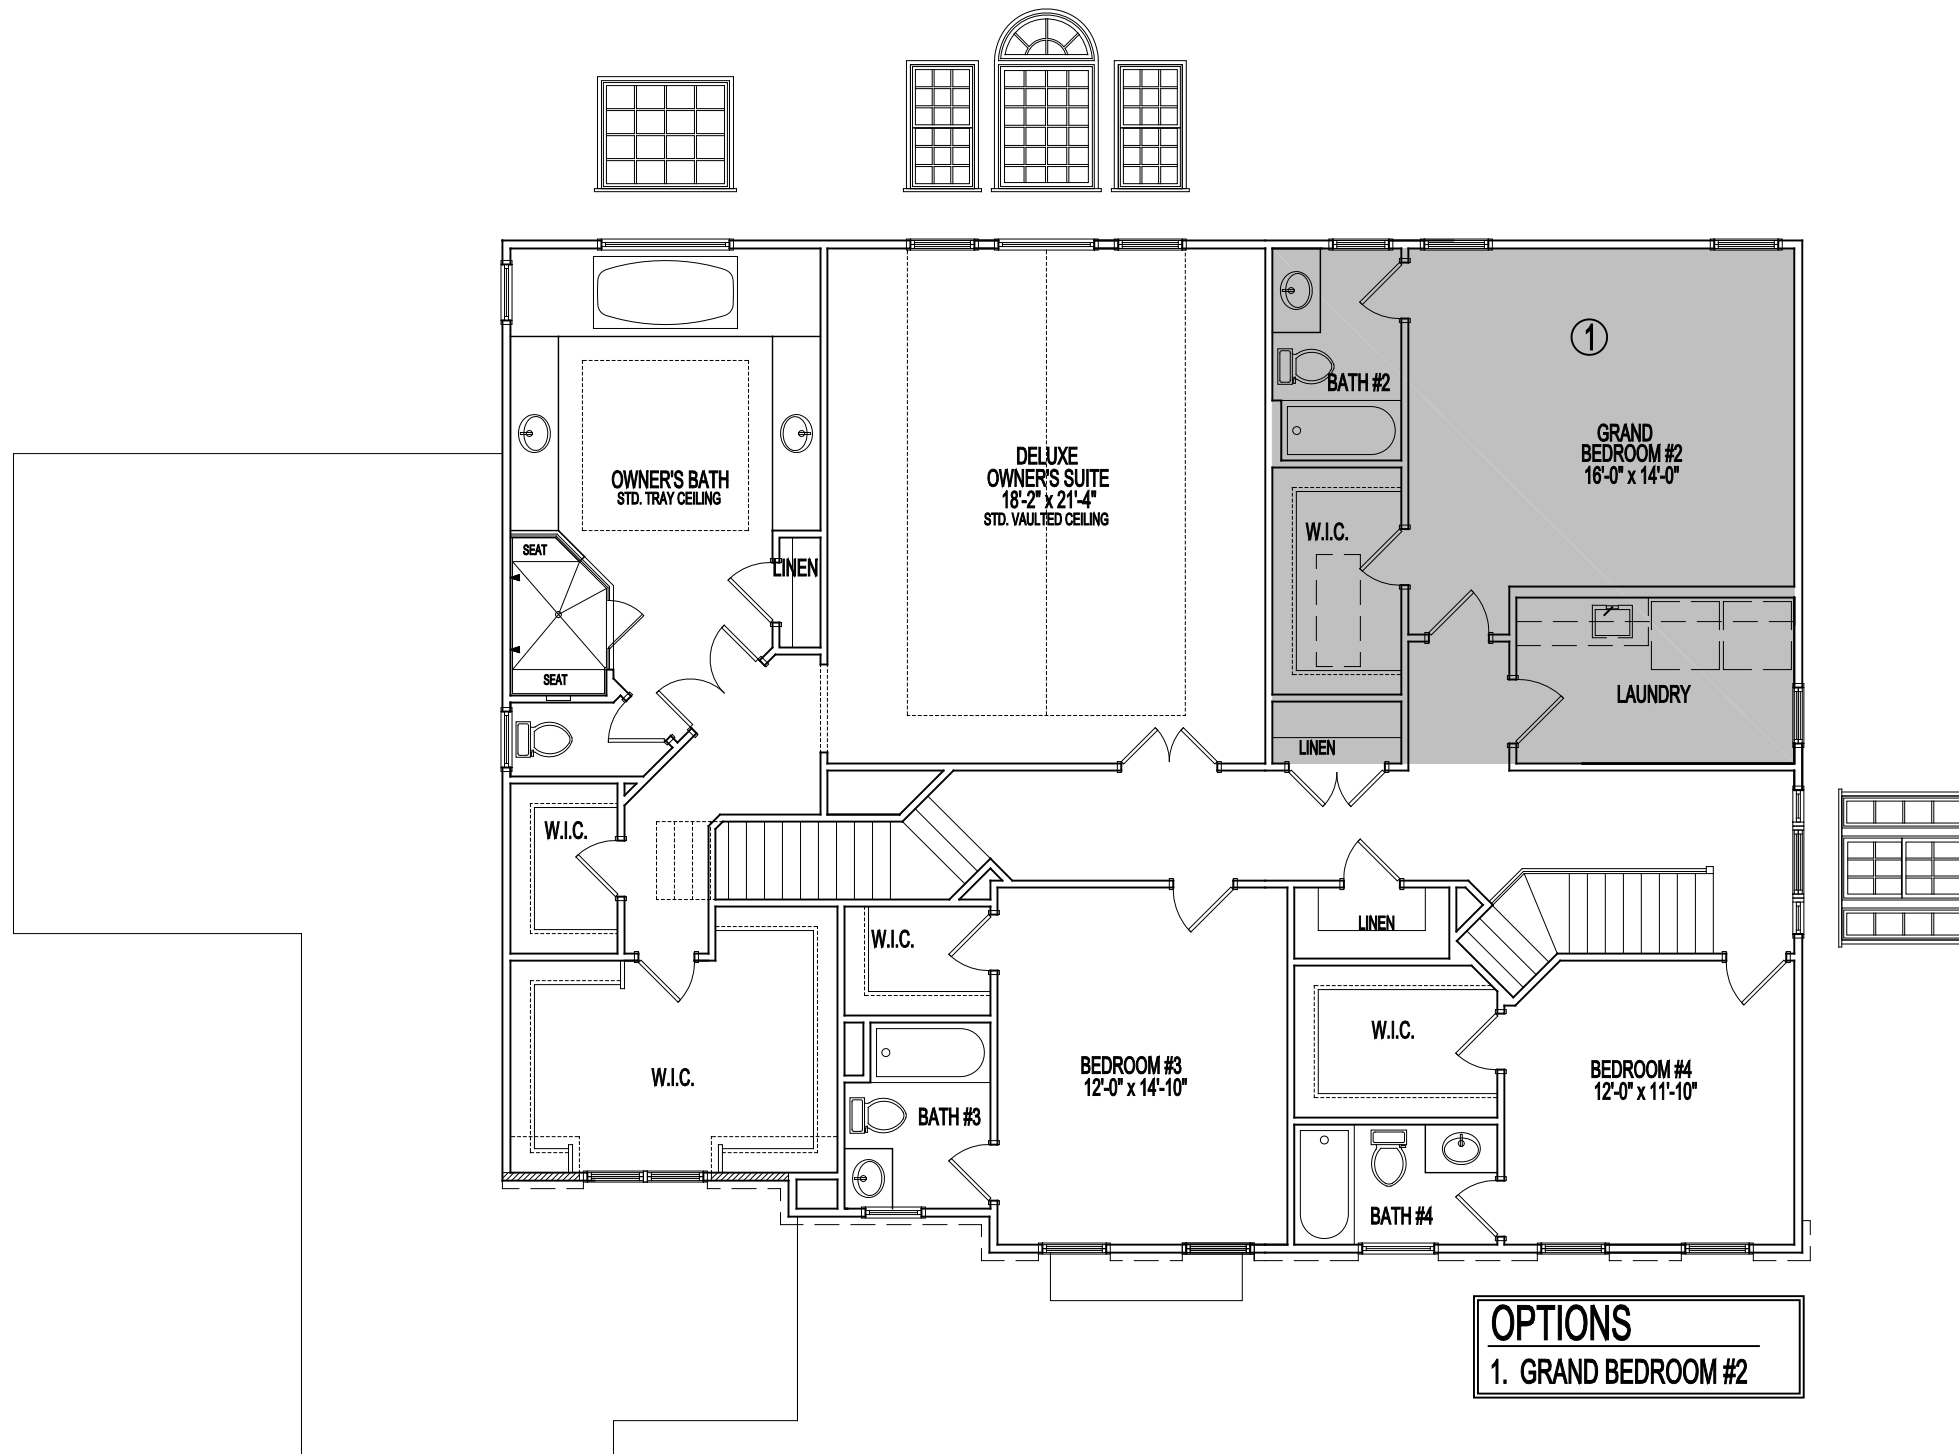 1
BATH #2
GRAND
BEDROOM #2
16'-0" x 14'-0"
DELUXE
OWNER'S SUITE
18'-2" x 21'-4"
STD. VAULTED CEILING
OWNER'S BATH
STD. TRAY CEILING
W.I.C.
SEAT
LINEN
SEAT
LAUNDRY
LINEN
W.I.C.
LINEN
W.I.C.
W.I.C.
BEDROOM #3
12'-0" x 14'-10"
BEDROOM #4
12'-0" x 11'-10"
W.I.C.
BATH #3
BATH #4
OPTIONS
1. GRAND BEDROOM #2